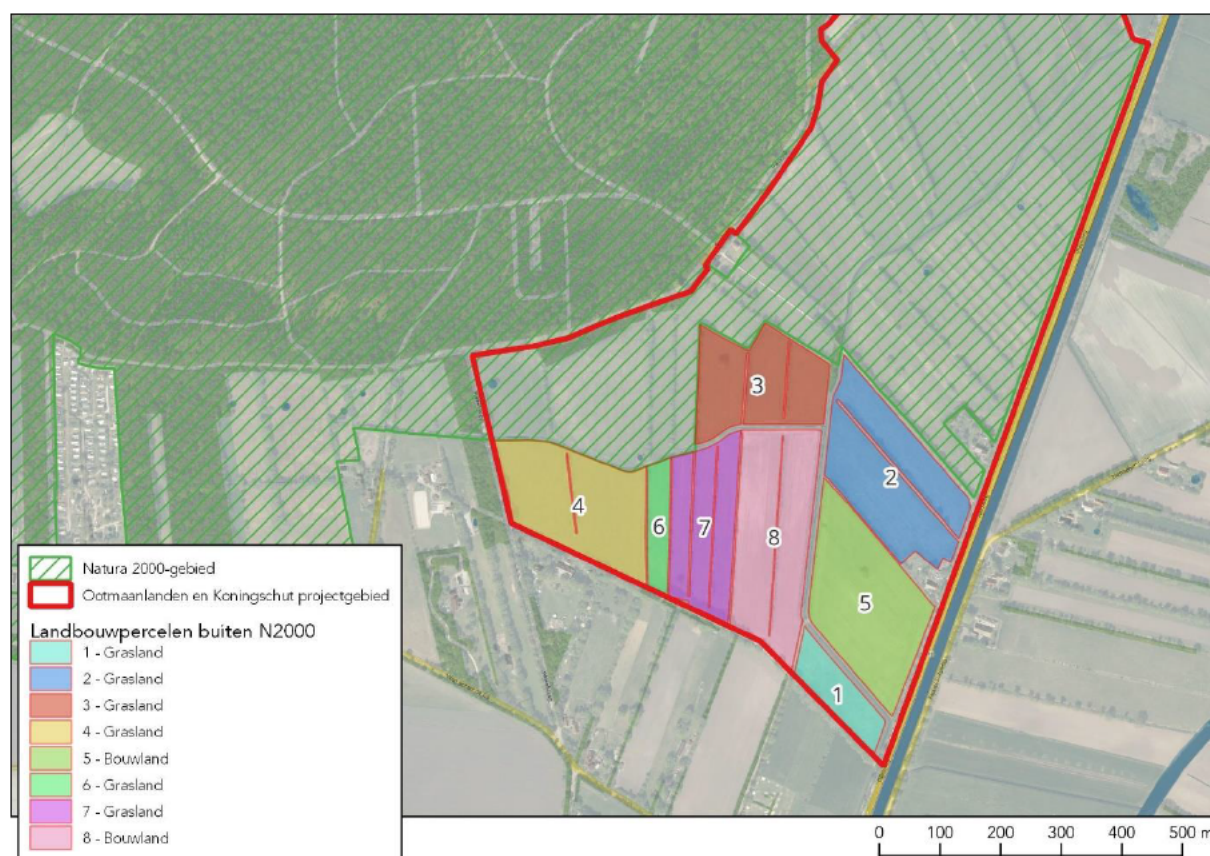 3
2
4
6
7
8
5
1
Natura 2000-gebied
Ootmaanlanden en Koningschut projectgebied
Landbouwpercelen buiten N2000
1 - Grasland
2 - Grasland
3 - Grasland
4 - Grasland
5 - Bouwland
6 - Grasland
7 - Grasland
8 - Bouwland
0 100 200 300 400 500 m